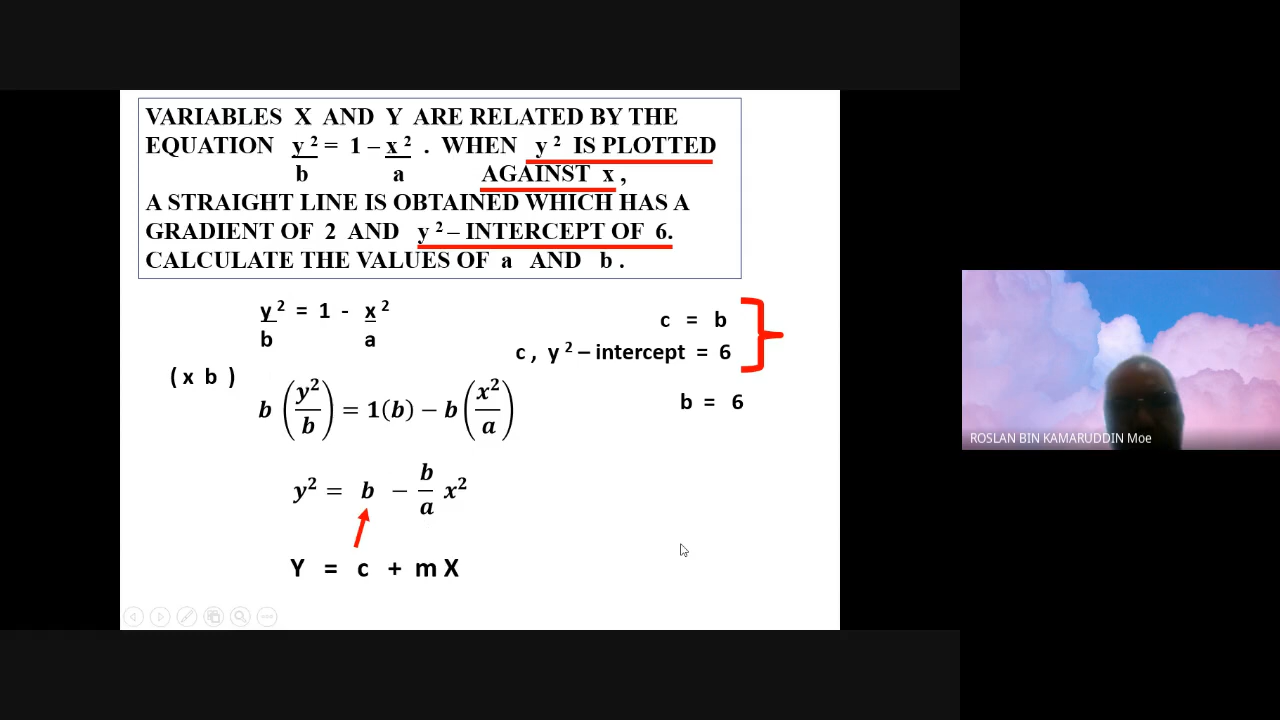 VARIABLES X AND Y ARE RELATED BY THE
EQUATION y² = 1 – x² . WHEN y² IS PLOTTED
b a AGAINST x ,
A STRAIGHT LINE IS OBTAINED WHICH HAS A
GRADIENT OF 2 AND y² – INTERCEPT OF 6.
CALCULATE THE VALUES OF a AND b .
y² = 1 - x²
b a
( x b )
b (y²/b) = 1(b) – b (x²/a)
y² = b – b/a x²
Y = c + m X
c = b
c , y² – intercept = 6
b = 6
ROSLAN BIN KAMARUDDIN Moe